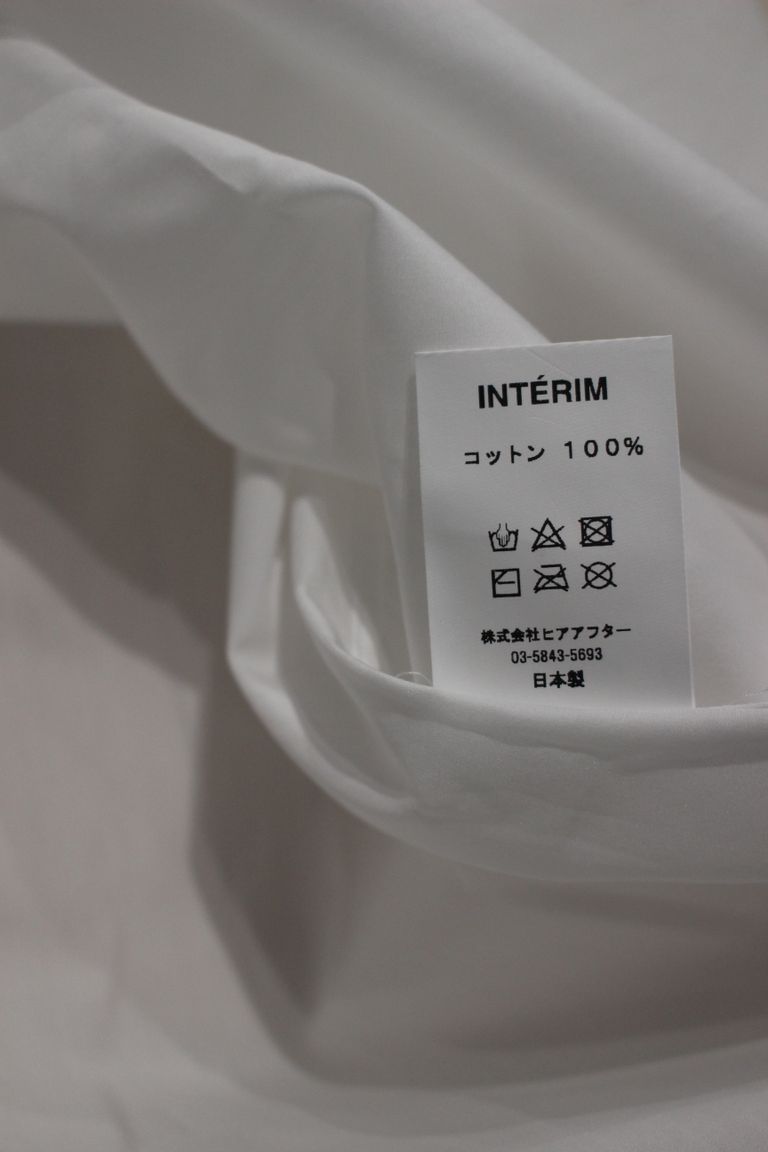 INTÉRIM
コットン １００％
株式会社ヒアアフター
03-5843-5693
日本製